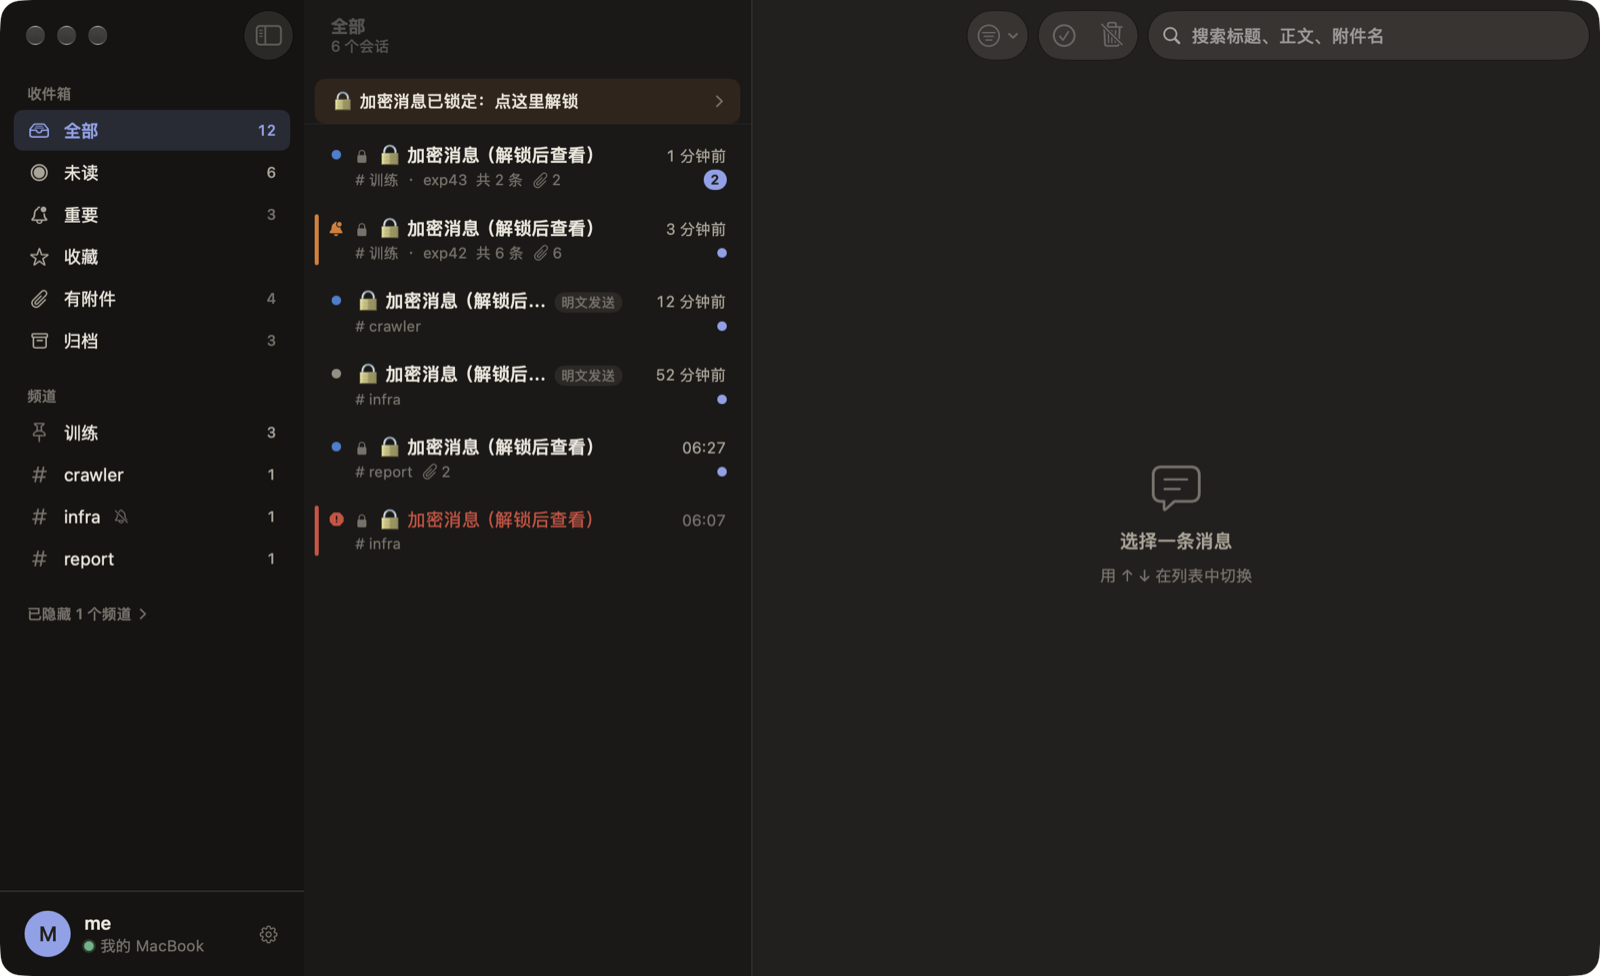 收件箱
全部 12
未读 6
重要 3
收藏
有附件 4
归档 3
频道
训练 3
# crawler 1
# infra 1
# report 1
已隐藏 1 个频道
M
me
我的 MacBook
全部
6 个会话
加密消息已锁定：点这里解锁
加密消息（解锁后查看） 1 分钟前
# 训练 · exp43 共 2 条 2 2
加密消息（解锁后查看） 3 分钟前
# 训练 · exp42 共 6 条 6
加密消息（解锁后… 明文发送 12 分钟前
# crawler
加密消息（解锁后… 明文发送 52 分钟前
# infra
加密消息（解锁后查看） 06:27
# report 2
加密消息（解锁后查看） 06:07
# infra
搜索标题、正文、附件名
选择一条消息
用 ↑ ↓ 在列表中切换